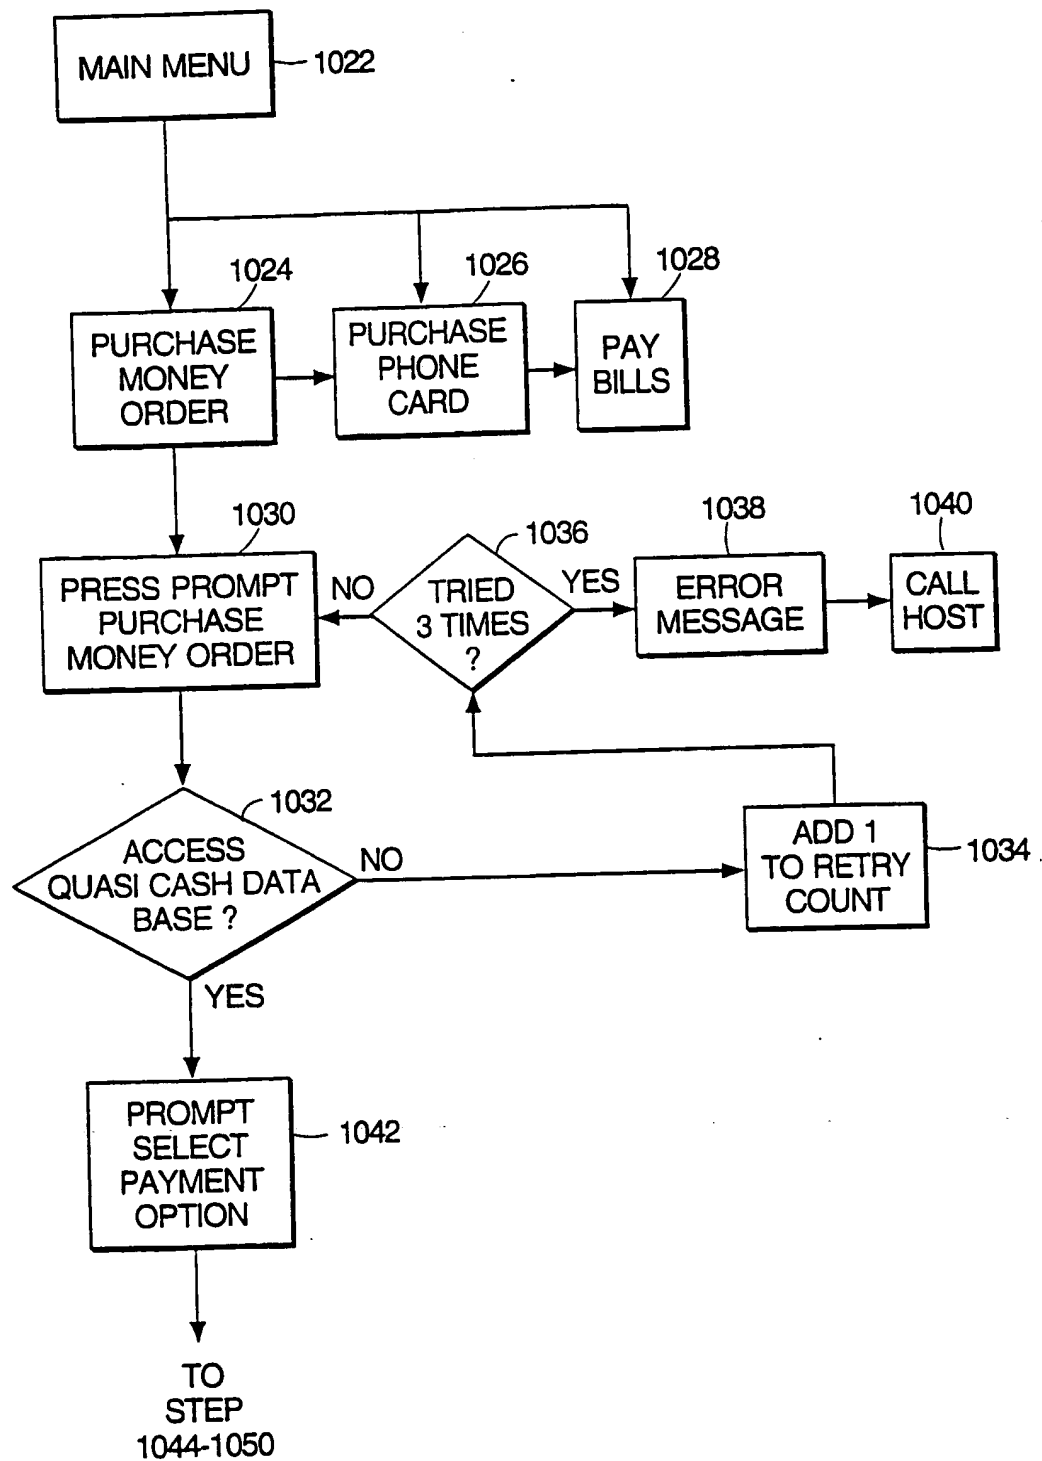 MAIN MENU
1022
1024
1026
1028
PURCHASE
MONEY
ORDER
PURCHASE
PHONE
CARD
PAY
BILLS
1030
1036
1038
1040
PRESS PROMPT
PURCHASE
MONEY ORDER
NO
TRIED
3 TIMES
?
YES
ERROR
MESSAGE
CALL
HOST
1032
ACCESS
QUASI CASH DATA
BASE ?
NO
ADD 1
TO RETRY
COUNT
1034
YES
PROMPT
SELECT
PAYMENT
OPTION
1042
TO
STEP
1044-1050